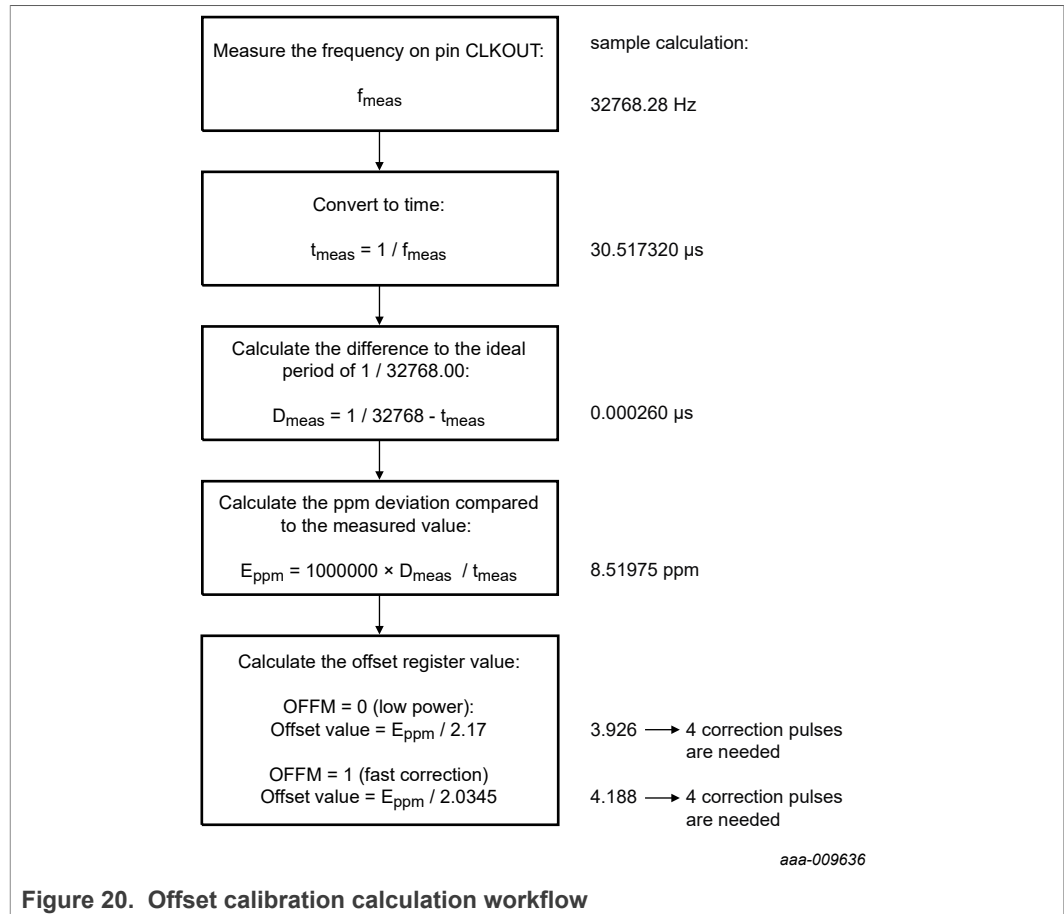 Measure the frequency on pin CLKOUT:
sample calculation:
fmeas
32768.28 Hz
Convert to time:
tmeas = 1 / fmeas
30.517320 μs
Calculate the difference to the ideal
period of 1 / 32768.00:
Dmeas = 1 / 32768 - tmeas
0.000260 μs
Calculate the ppm deviation compared
to the measured value:
Eppm = 1000000 × Dmeas / tmeas
8.51975 ppm
Calculate the offset register value:
OFFM = 0 (low power):
Offset value = Eppm / 2.17
3.926 → 4 correction pulses
are needed
OFFM = 1 (fast correction)
Offset value = Eppm / 2.0345
4.188 → 4 correction pulses
are needed
aaa-009636
Figure 20. Offset calibration calculation workflow